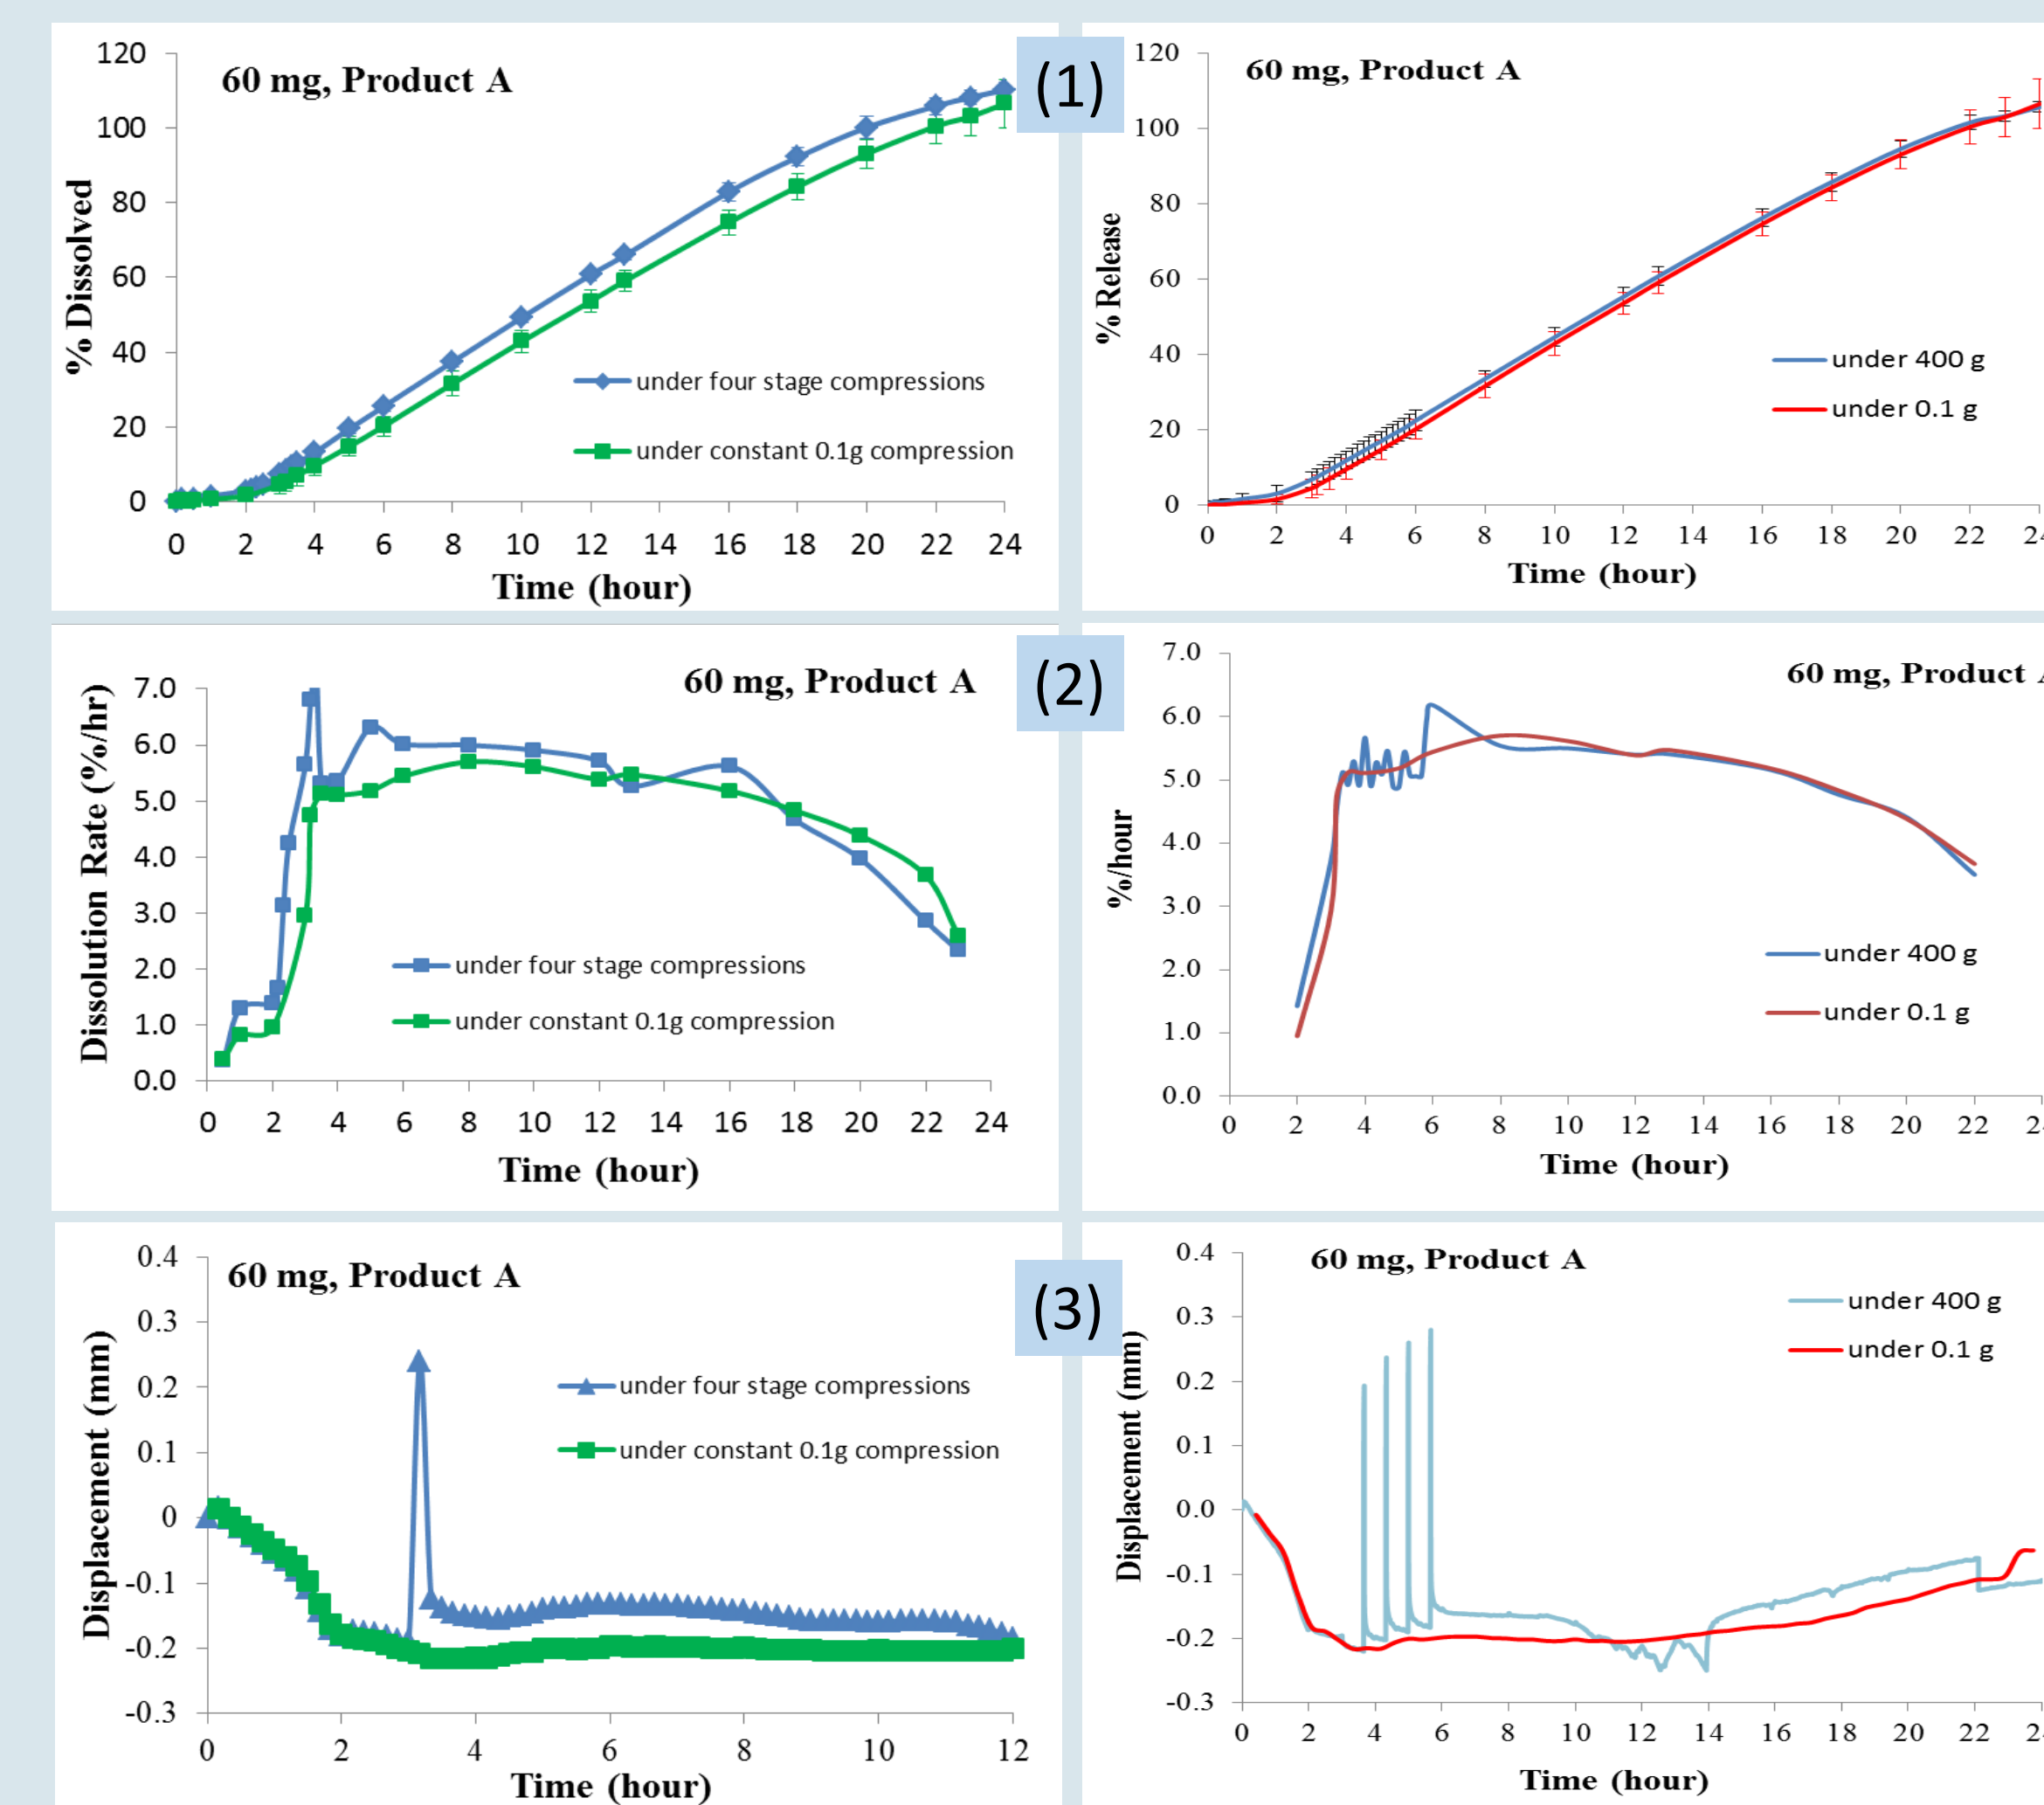 60 mg, Product A
% Dissolved
120
100
80
60
40
20
0
under four stage compressions
under constant 0.1g compression
0 2 4 6 8 10 12 14 16 18 20 22 24
Time (hour)
(1)
60 mg, Product A
% Release
120
100
80
60
40
20
0
under 400 g
under 0.1 g
0 2 4 6 8 10 12 14 16 18 20 22
Time (hour)
60 mg, Product A
Dissolution Rate (%/hr)
7.0
6.0
5.0
4.0
3.0
2.0
1.0
0.0
under four stage compressions
under constant 0.1g compression
0 2 4 6 8 10 12 14 16 18 20 22 24
Time (hour)
(2)
60 mg, Product
%/hour
7.0
6.0
5.0
4.0
3.0
2.0
1.0
0.0
under 400 g
under 0.1 g
0 2 4 6 8 10 12 14 16 18 20 22
Time (hour)
60 mg, Product A
Displacement (mm)
0.4
0.3
0.2
0.1
0
-0.1
-0.2
-0.3
under four stage compressions
under constant 0.1g compression
0 2 4 6 8 10 12
Time (hour)
(3)
60 mg, Product A
Displacement (mm)
0.4
0.3
0.2
0.1
0.0
-0.1
-0.2
-0.3
under 400 g
under 0.1 g
0 2 4 6 8 10 12 14 16 18 20 22
Time (hour)